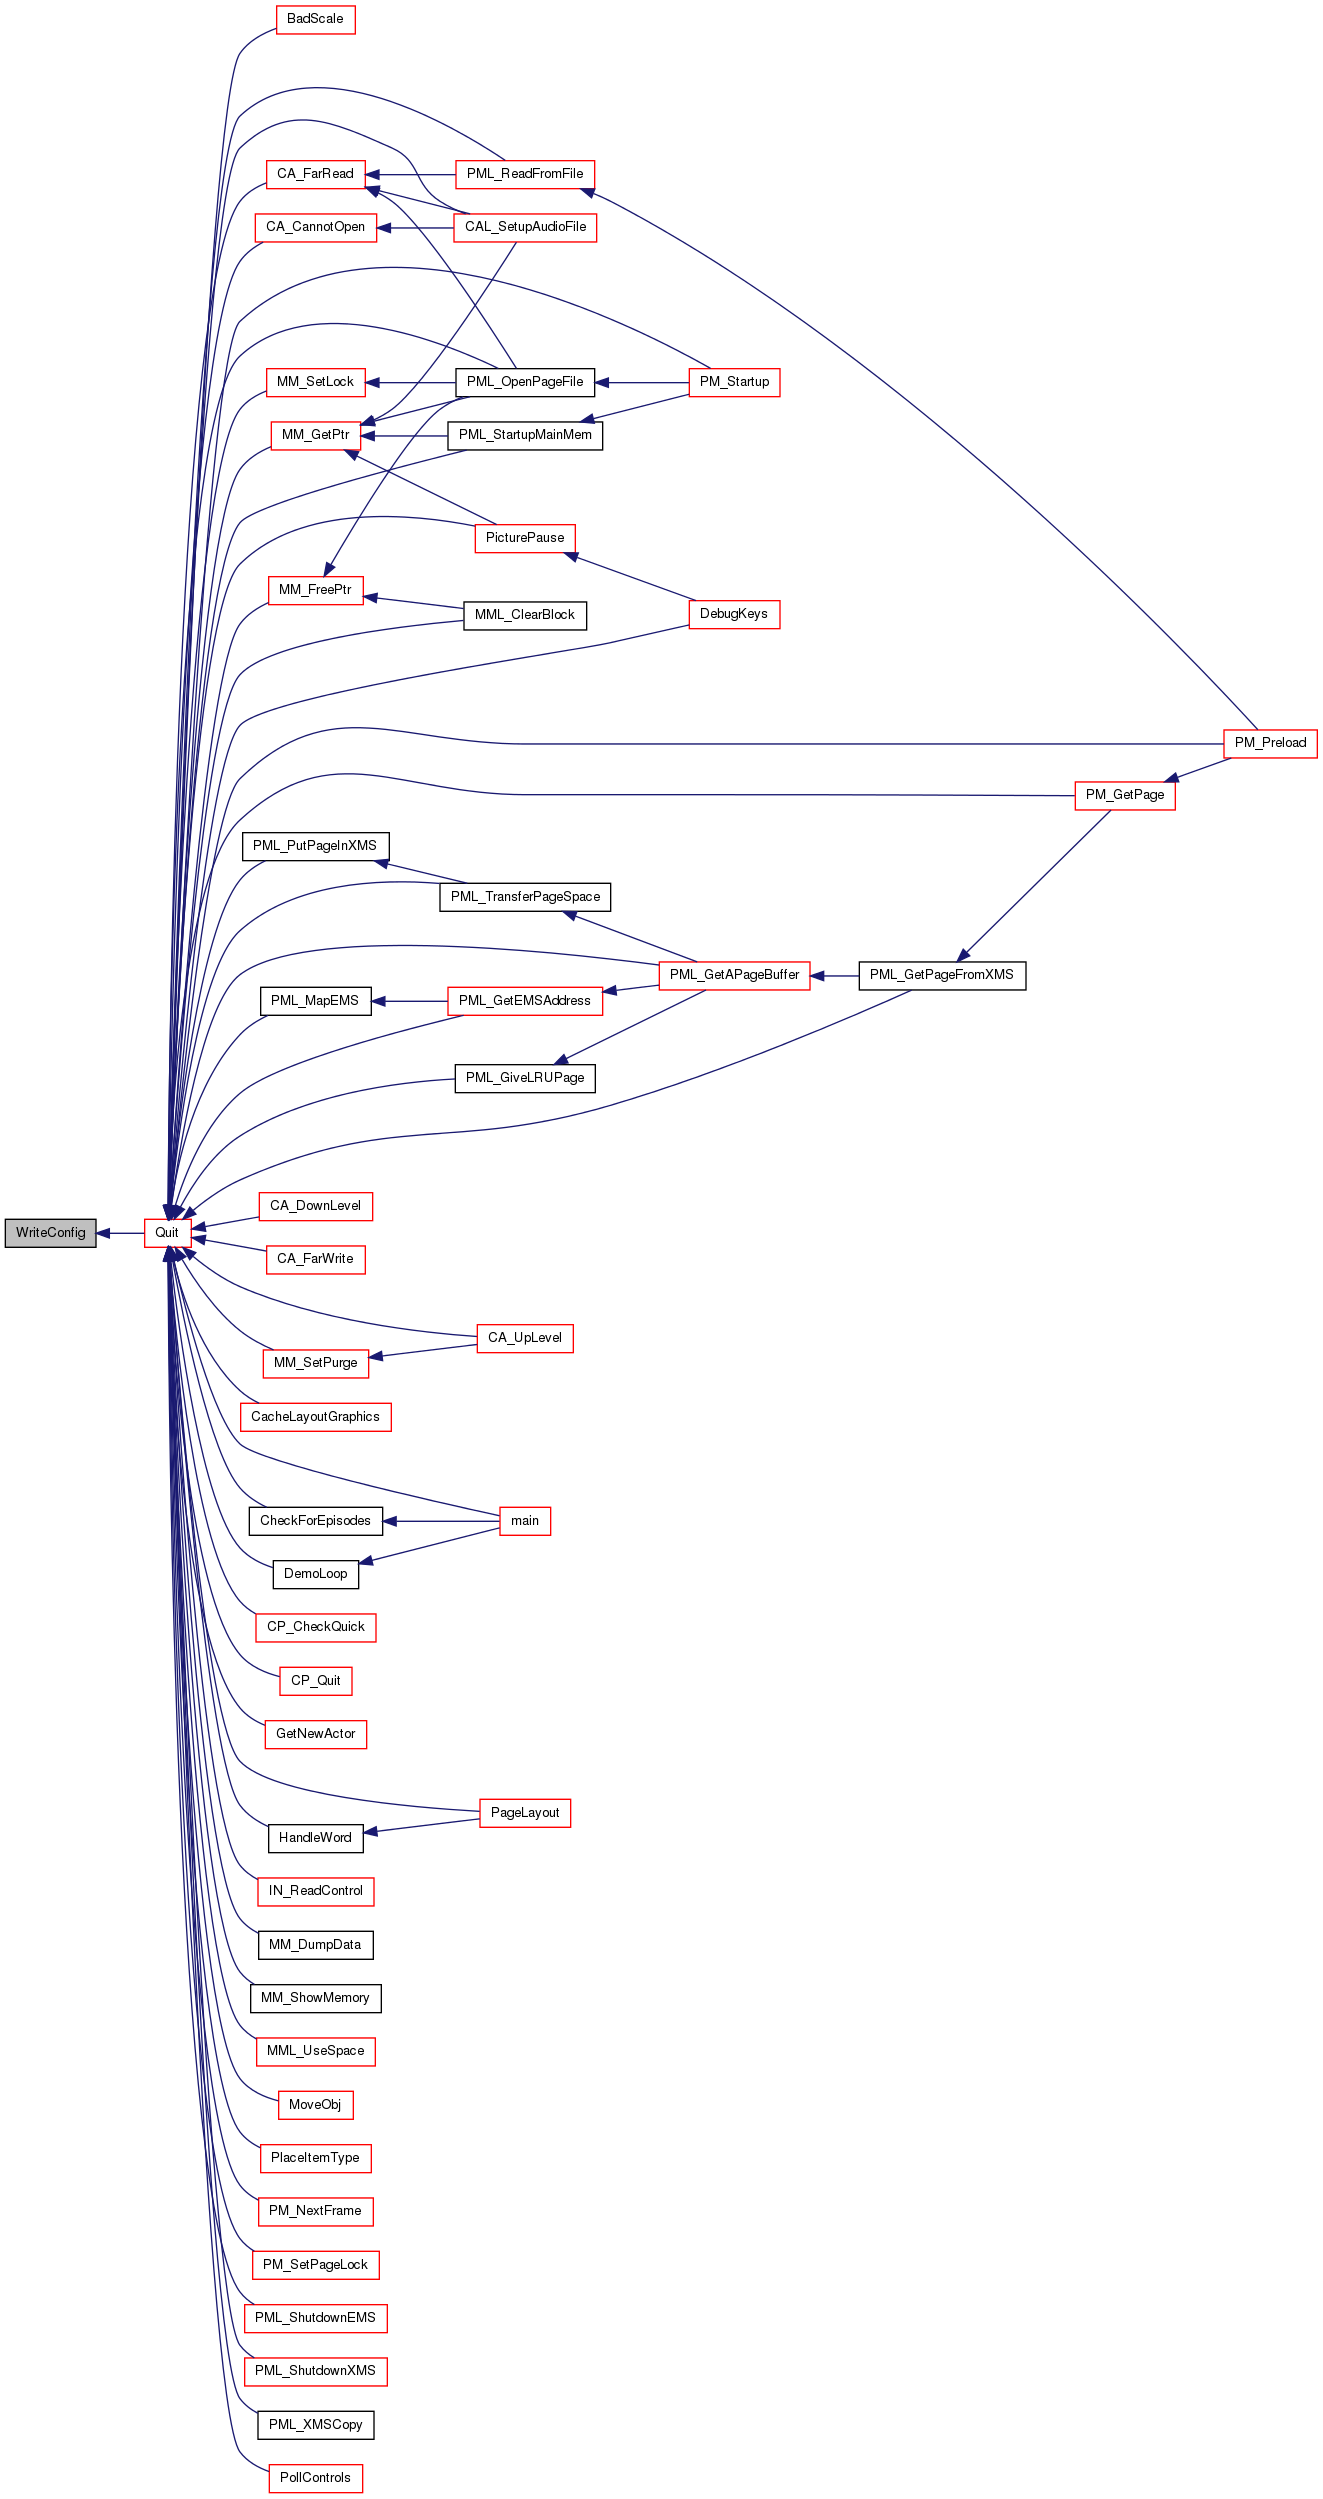 BadScale
CA_FarRead
PML_ReadFromFile
CA_CannotOpen
CAL_SetupAudioFile
MM_SetLock
PML_OpenPageFile
PM_Startup
MM_GetPtr
PML_StartupMainMem
PicturePause
MM_FreePtr
MML_ClearBlock
DebugKeys
PM_Preload
PM_GetPage
PML_PutPageInXMS
PML_TransferPageSpace
PML_GetAPageBuffer
PML_GetPageFromXMS
PML_MapEMS
PML_GetEMSAddress
PML_GiveLRUPage
CA_DownLevel
WriteConfig
Quit
CA_FarWrite
CA_UpLevel
MM_SetPurge
CacheLayoutGraphics
CheckForEpisodes
main
DemoLoop
CP_CheckQuick
CP_Quit
GetNewActor
PageLayout
HandleWord
IN_ReadControl
MM_DumpData
MM_ShowMemory
MML_UseSpace
MoveObj
PlaceItemType
PM_NextFrame
PM_SetPageLock
PML_ShutdownEMS
PML_ShutdownXMS
PML_XMSCopy
PollControls